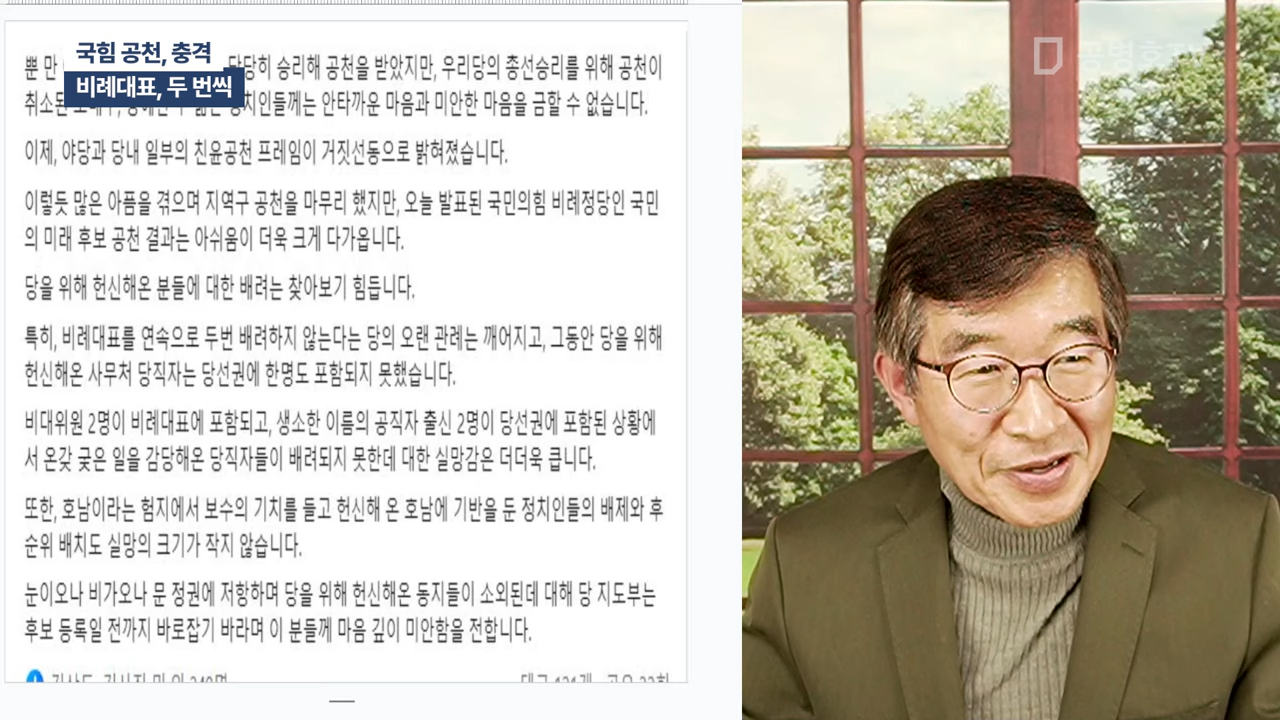 국힘 공천, 충격
비례대표, 두 번씩
뿐 만 당당히 승리해 공천을 받았지만, 우리당의 총선승리를 위해 공천이
취소된 정치인들께는 안타까운 마음과 미안한 마음을 금할 수 없습니다.
이제, 야당과 당내 일부의 친윤공천 프레임이 거짓선동으로 밝혀졌습니다.
이렇듯 많은 아픔을 겪으며 지역구 공천을 마무리 했지만, 오늘 발표된 국민의힘 비례정당인 국민
의 미래 후보 공천 결과는 아쉬움이 더욱 크게 다가옵니다.
당을 위해 헌신해온 분들에 대한 배려는 찾아보기 힘듭니다.
특히, 비례대표를 연속으로 두번 배려하지 않는다는 당의 오랜 관례는 깨어지고, 그동안 당을 위해
헌신해온 사무처 당직자는 당선권에 한명도 포함되지 못했습니다.
비대위원 2명이 비례대표에 포함되고, 생소한 이름의 공직자 출신 2명이 당선권에 포함된 상황에
서 온갖 궂은 일을 감당해온 당직자들이 배려되지 못한데 대한 실망감은 더더욱 큽니다.
또한, 호남이라는 험지에서 보수의 기치를 들고 헌신해 온 호남에 기반을 둔 정치인들의 배제와 후
순위 배치도 실망의 크기가 작지 않습니다.
눈이오나 비가오나 문 정권에 저항하며 당을 위해 헌신해온 동지들이 소외된데 대해 당 지도부는
후보 등록일 전까지 바로잡기 바라며 이 분들께 마음 깊이 미안함을 전합니다.
공병호TV